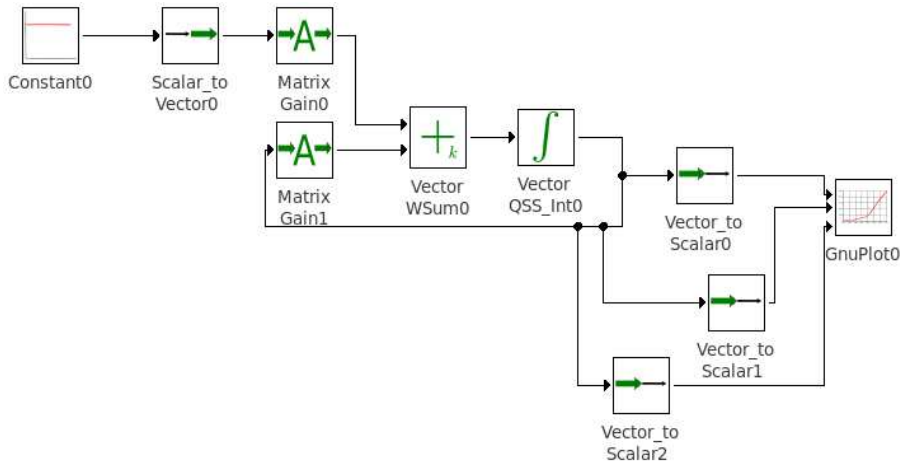 A
Constant0
Scalar_to
Vector0
Matrix
Gain0
A
+k
∫
Matrix
Gain1
Vector
WSum0
Vector
QSS_Int0
Vector_to
Scalar0
GnuPlot0
Vector_to
Scalar1
Vector_to
Scalar2